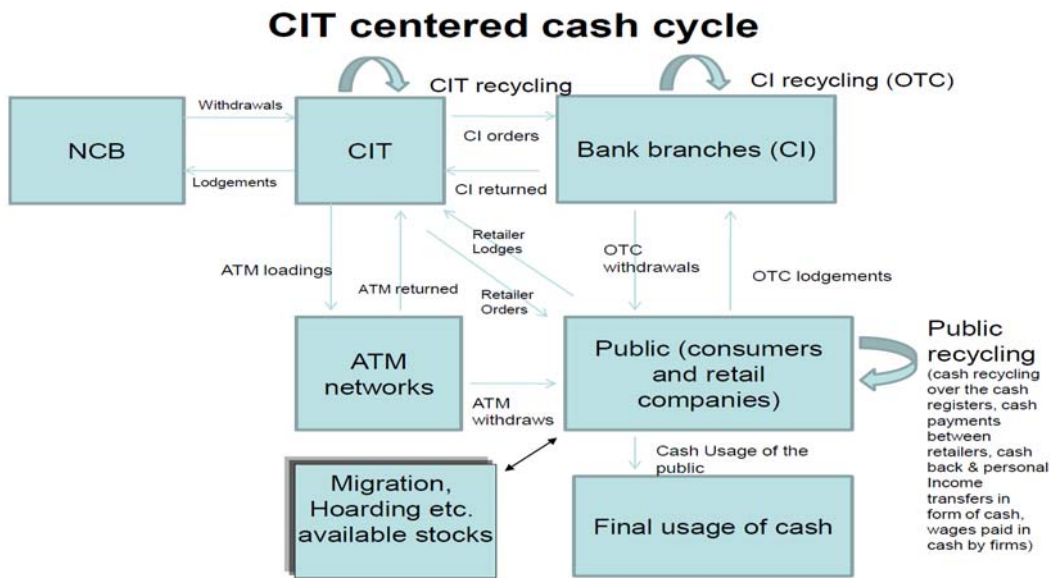 CIT centered cash cycle
CIT recycling
CI recycling (OTC)
Withdrawals
NCB
CIT
CI orders
Bank branches (CI)
Lodgements
CI returned
ATM loadings
ATM returned
Retailer
Lodges
Retailer
Orders
OTC
withdrawals
OTC lodgements
ATM
networks
ATM
withdraws
Public (consumers
and retail
companies)
Public
recycling
(cash recycling
over the cash
registers, cash
payments
between
retailers, cash
back & personal
Income
transfers in
form of cash,
wages paid in
cash by firms)
Cash Usage of the
public
Migration,
Hoarding etc.
available stocks
Final usage of cash